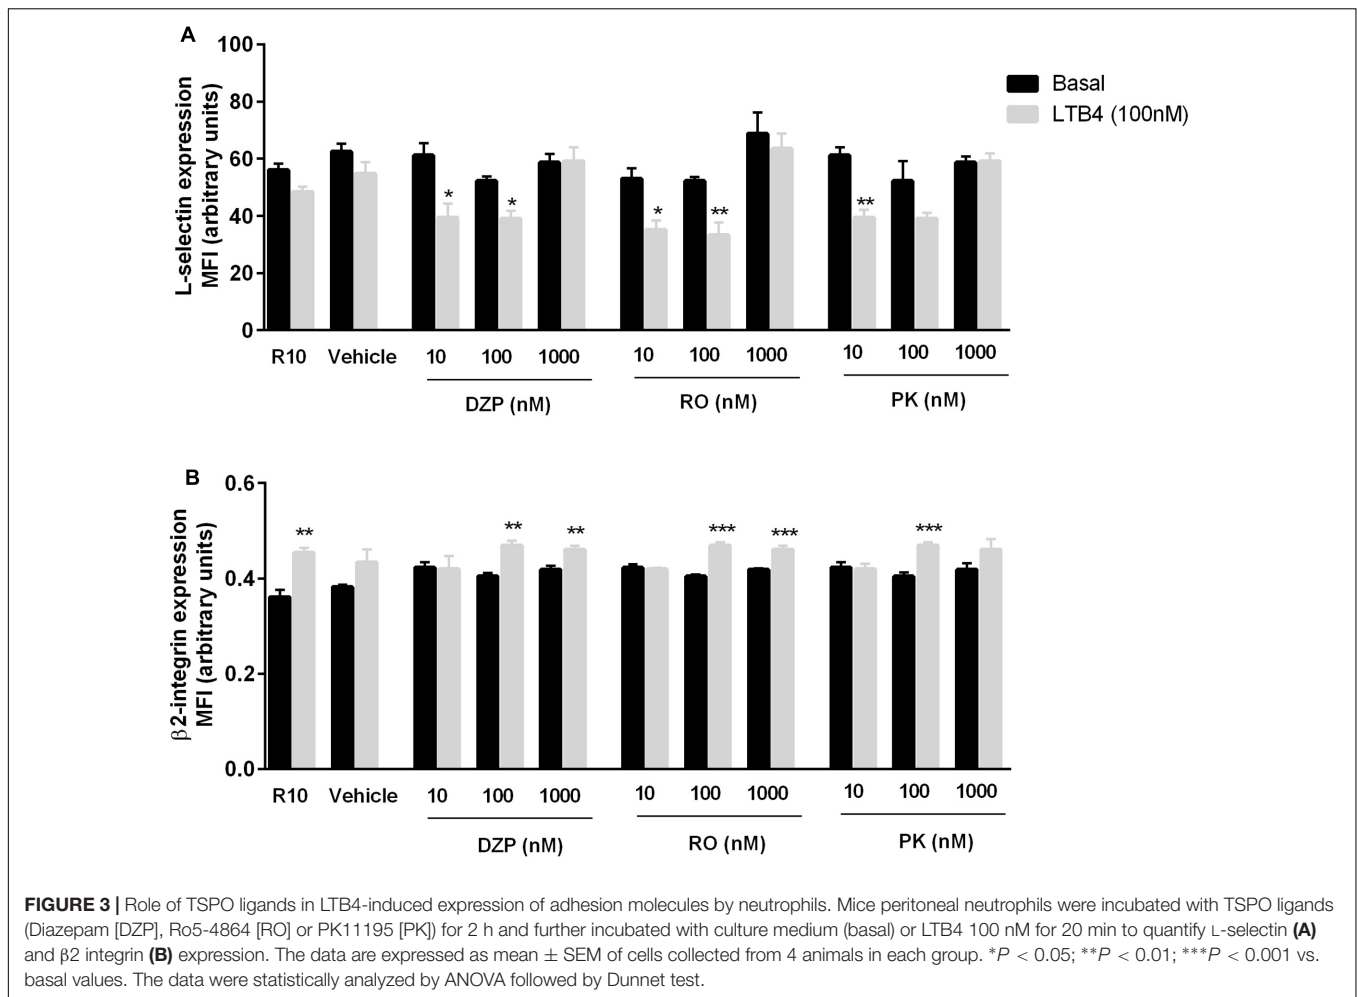 A
100
80
60
40
20
0
L-selectin expression
MFI (arbitrary units)
Basal
LTB4 (100nM)
* * * ** **
R10 Vehicle 10 100 1000 10 100 1000 10 100 1000
DZP (nM) RO (nM) PK (nM)
B
0.6
0.4
0.2
0.0
β2-integrin expression
MFI (arbitrary units)
** ** ** *** *** ***
R10 Vehicle 10 100 1000 10 100 1000 10 100 1000
DZP (nM) RO (nM) PK (nM)
FIGURE 3 | Role of TSPO ligands in LTB4-induced expression of adhesion molecules by neutrophils. Mice peritoneal neutrophils were incubated with TSPO ligands
(Diazepam [DZP], Ro5-4864 [RO] or PK11195 [PK]) for 2 h and further incubated with culture medium (basal) or LTB4 100 nM for 20 min to quantify L-selectin (A)
and β2 integrin (B) expression. The data are expressed as mean ± SEM of cells collected from 4 animals in each group. *P < 0.05; **P < 0.01; ***P < 0.001 vs.
basal values. The data were statistically analyzed by ANOVA followed by Dunnet test.